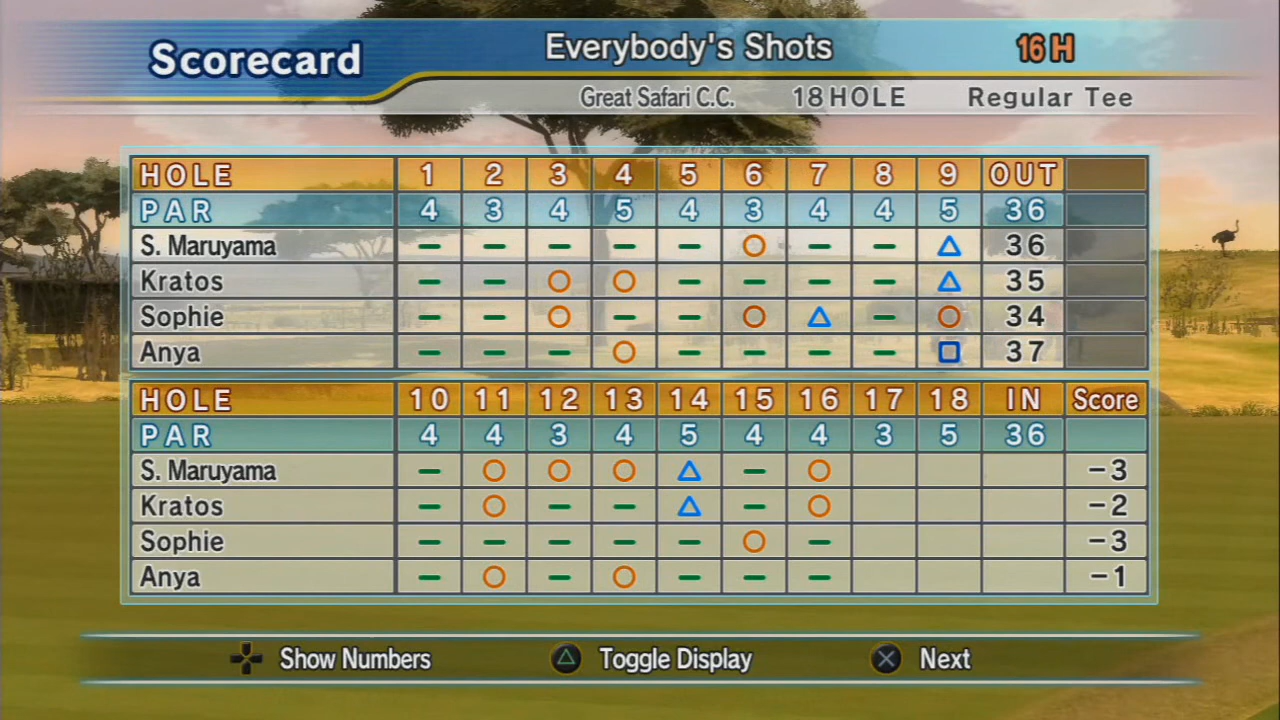 Scorecard Everybody's Shots 16H
Great Safari C.C. 18HOLE Regular Tee
HOLE 1 2 3 4 5 6 7 8 9 OUT
PAR 4 3 4 5 4 3 4 4 5 36
S. Maruyama – – – – – ○ – – △ 36
Kratos – – ○ ○ – – – – △ 35
Sophie – – ○ – – ○ △ – ○ 34
Anya – – – ○ – – – – □ 37
HOLE 10 11 12 13 14 15 16 17 18 IN Score
PAR 4 4 3 4 5 4 4 3 5 36
S. Maruyama – ○ ○ ○ △ – ○ −3
Kratos – ○ – – △ – ○ −2
Sophie – – – – – ○ – −3
Anya – ○ – ○ – – – −1
Show Numbers Toggle Display Next